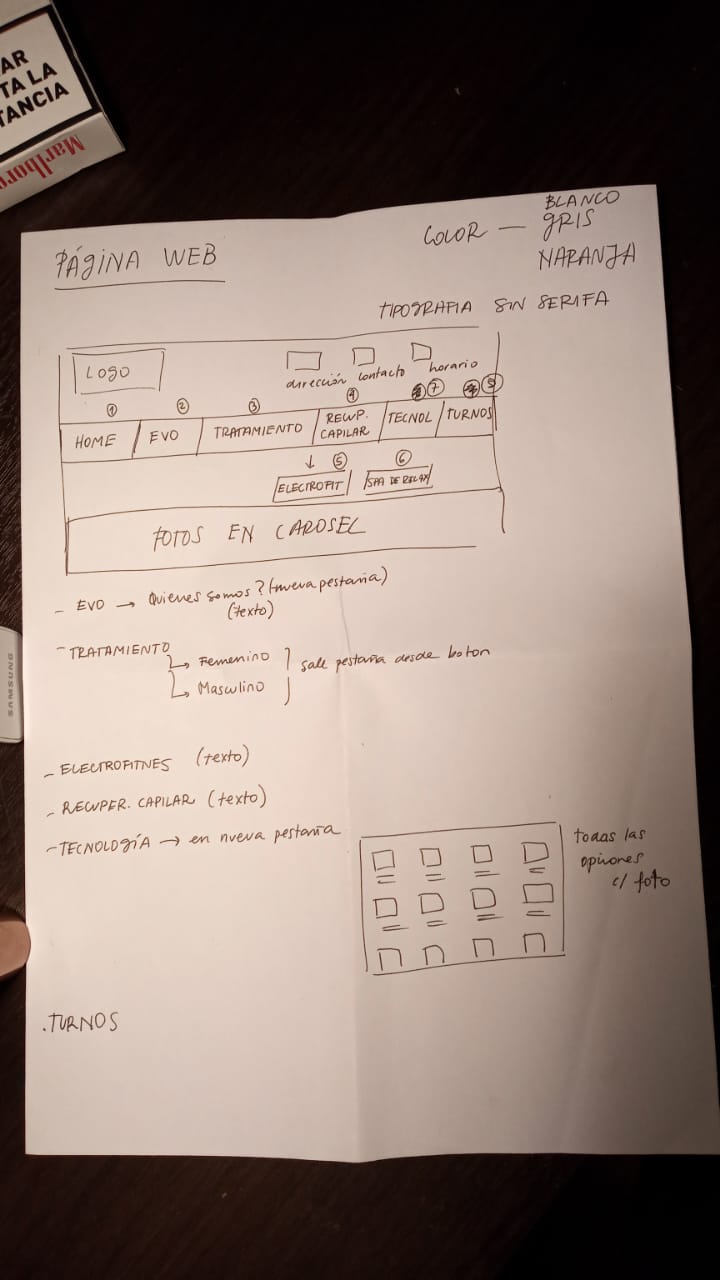 AR
TA LA
TANCIA
Marlboro
PÁGINA WEB
COLOR —
BLANCO
GRIS
NARANJA
TIPOGRAFIA SIN SERIFA
LOGO
dirección contacto horario
1 2 3 4 7
HOME EVO TRATAMIENTO RECUP. CAPILAR TECNOL TURNOS
5 6
ELECTROFIT SPA DE RELAX
FOTOS EN CAROSEL
- EVO → Quienes somos? (nueva pestaña)
(texto)
- TRATAMIENTO
→ Femenino
→ Masculino
sale pestaña desde boton
- ELECTROFITNES (texto)
- RECUPER. CAPILAR (texto)
- TECNOLOGÍA → en nueva pestaña
todas las
opciones
c/ foto
SAMSUNG
. TURNOS